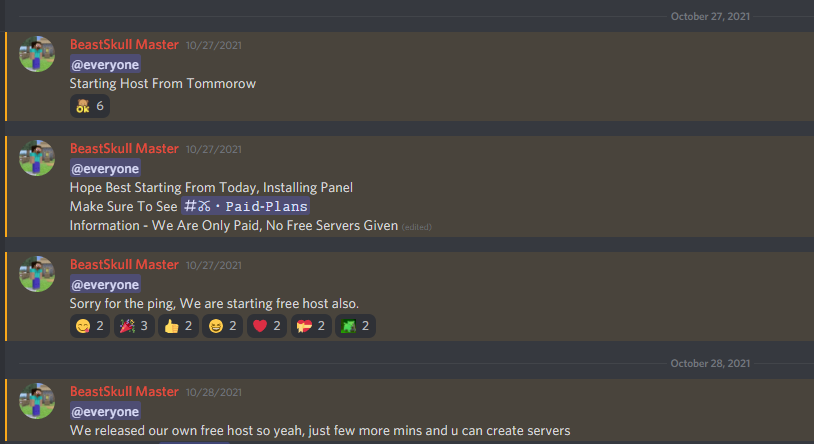 October 27, 2021
BeastSkull Master 10/27/2021
@everyone
Starting Host From Tommorow
6
BeastSkull Master 10/27/2021
@everyone
Hope Best Starting From Today, Installing Panel
Make Sure To See #⁠・Paid-Plans
Information - We Are Only Paid, No Free Servers Given (edited)
BeastSkull Master 10/27/2021
@everyone
Sorry for the ping, We are starting free host also.
2 3 2 2 2 2 2
October 28, 2021
BeastSkull Master 10/28/2021
@everyone
We released our own free host so yeah, just few more mins and u can create servers